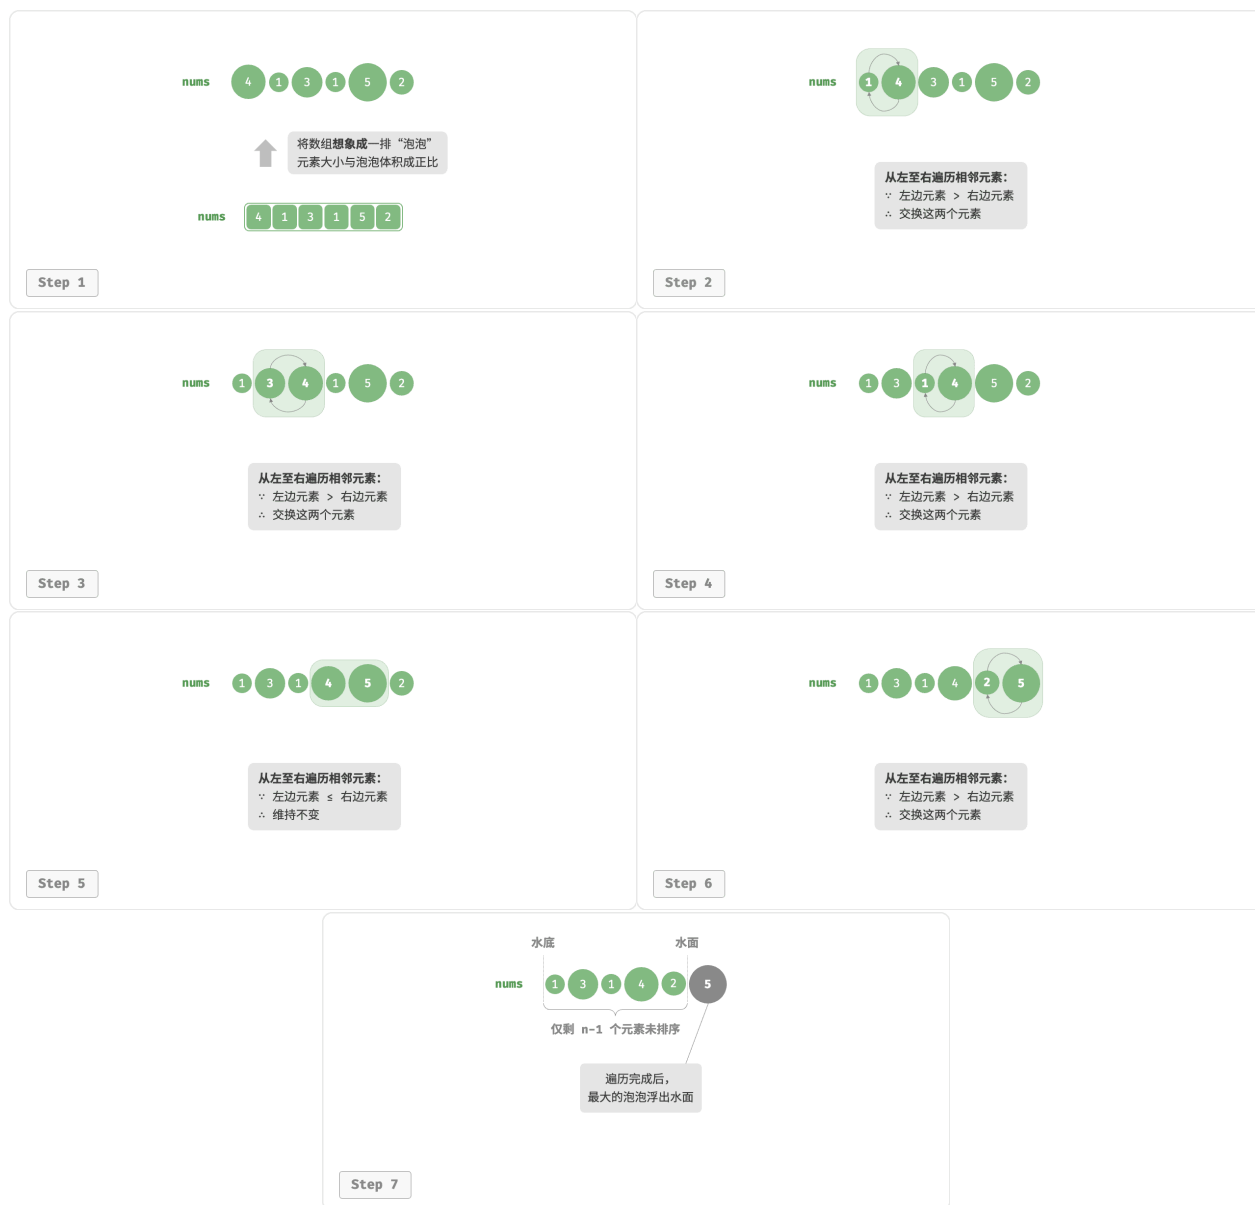 nums 4 1 3 1 5 2
将数组想象成一排“泡泡”
元素大小与泡泡体积成正比
nums 4 1 3 1 5 2
Step 1
nums 1 4 3 1 5 2
从左至右遍历相邻元素：
∵ 左边元素 > 右边元素
∴ 交换这两个元素
Step 2
nums 1 3 4 1 5 2
从左至右遍历相邻元素：
∵ 左边元素 > 右边元素
∴ 交换这两个元素
Step 3
nums 1 3 1 4 5 2
从左至右遍历相邻元素：
∵ 左边元素 > 右边元素
∴ 交换这两个元素
Step 4
nums 1 3 1 4 5 2
从左至右遍历相邻元素：
∵ 左边元素 ≤ 右边元素
∴ 维持不变
Step 5
nums 1 3 1 4 2 5
从左至右遍历相邻元素：
∵ 左边元素 > 右边元素
∴ 交换这两个元素
Step 6
水底 水面
nums 1 3 1 4 2 5
仅剩 n-1 个元素未排序
遍历完成后，
最大的泡泡浮出水面
Step 7